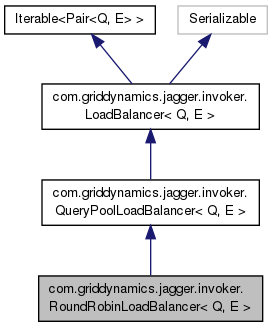 Iterable<Pair<Q, E> >
Serializable
com.griddynamics.jagger.invoker.
LoadBalancer< Q, E >
com.griddynamics.jagger.invoker.
QueryPoolLoadBalancer< Q, E >
com.griddynamics.jagger.invoker.
RoundRobinLoadBalancer< Q, E >